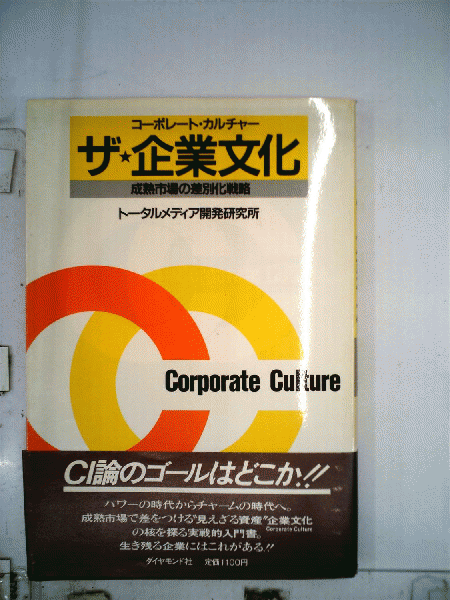 コーポレート・カルチャー
ザ★企業文化
成熟市場の差別化戦略
トータルメディア開発研究所
Corporate Culture
CI論のゴールはどこか!!
パワーの時代からチャームの時代へ。
成熟市場で差をつける"見えざる資産"企業文化
Corporate Culture
の核を探る実戦的入門書。
生き残る企業にはこれがある!!
ダイヤモンド社 定価1100円